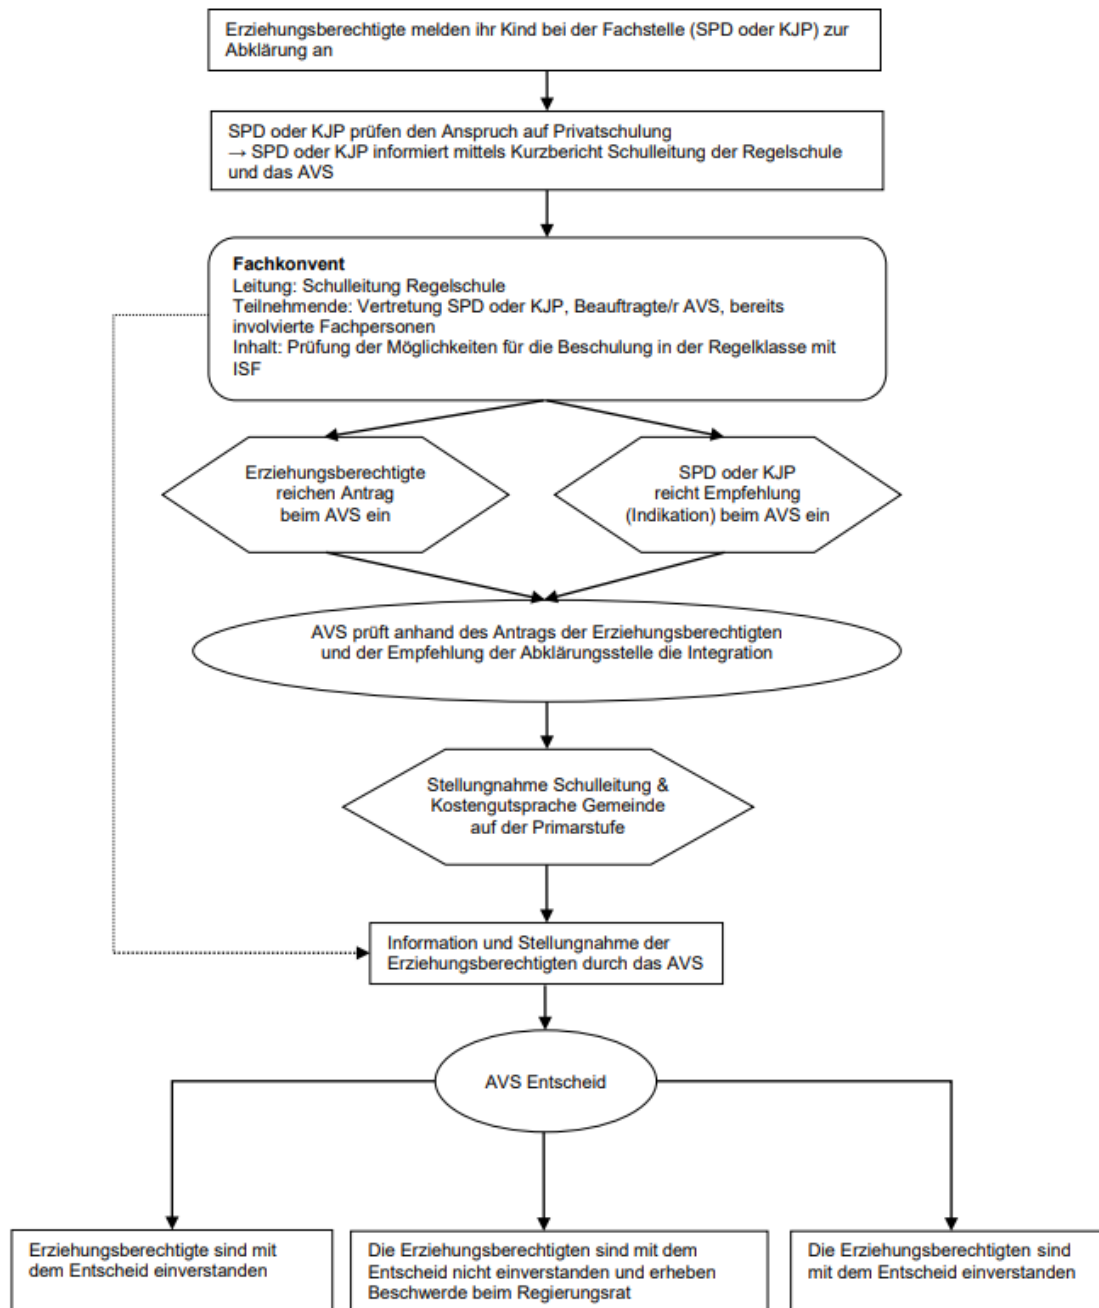 Erziehungsberechtigte melden ihr Kind bei der Fachstelle (SPD oder KJP) zur
Abklärung an
SPD oder KJP prüfen den Anspruch auf Privatschulung
→ SPD oder KJP informiert mittels Kurzbericht Schulleitung der Regelschule
und das AVS
Fachkonvent
Leitung: Schulleitung Regelschule
Teilnehmende: Vertretung SPD oder KJP, Beauftragte/r AVS, bereits
involvierte Fachpersonen
Inhalt: Prüfung der Möglichkeiten für die Beschulung in der Regelklasse mit
ISF
Erziehungsberechtigte
reichen Antrag
beim AVS ein
SPD oder KJP
reicht Empfehlung
(Indikation) beim AVS ein
AVS prüft anhand des Antrags der Erziehungsberechtigten
und der Empfehlung der Abklärungsstelle die Integration
Stellungnahme Schulleitung &
Kostengutsprache Gemeinde
auf der Primarstufe
Information und Stellungnahme der
Erziehungsberechtigten durch das AVS
AVS Entscheid
Erziehungsberechtigte sind mit
dem Entscheid einverstanden
Die Erziehungsberechtigten sind mit dem
Entscheid nicht einverstanden und erheben
Beschwerde beim Regierungsrat
Die Erziehungsberechtigten sind
mit dem Entscheid einverstanden